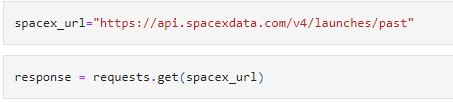 spacex_url="https://api.spacexdata.com/v4/launches/past"
response = requests.get(spacex_url)